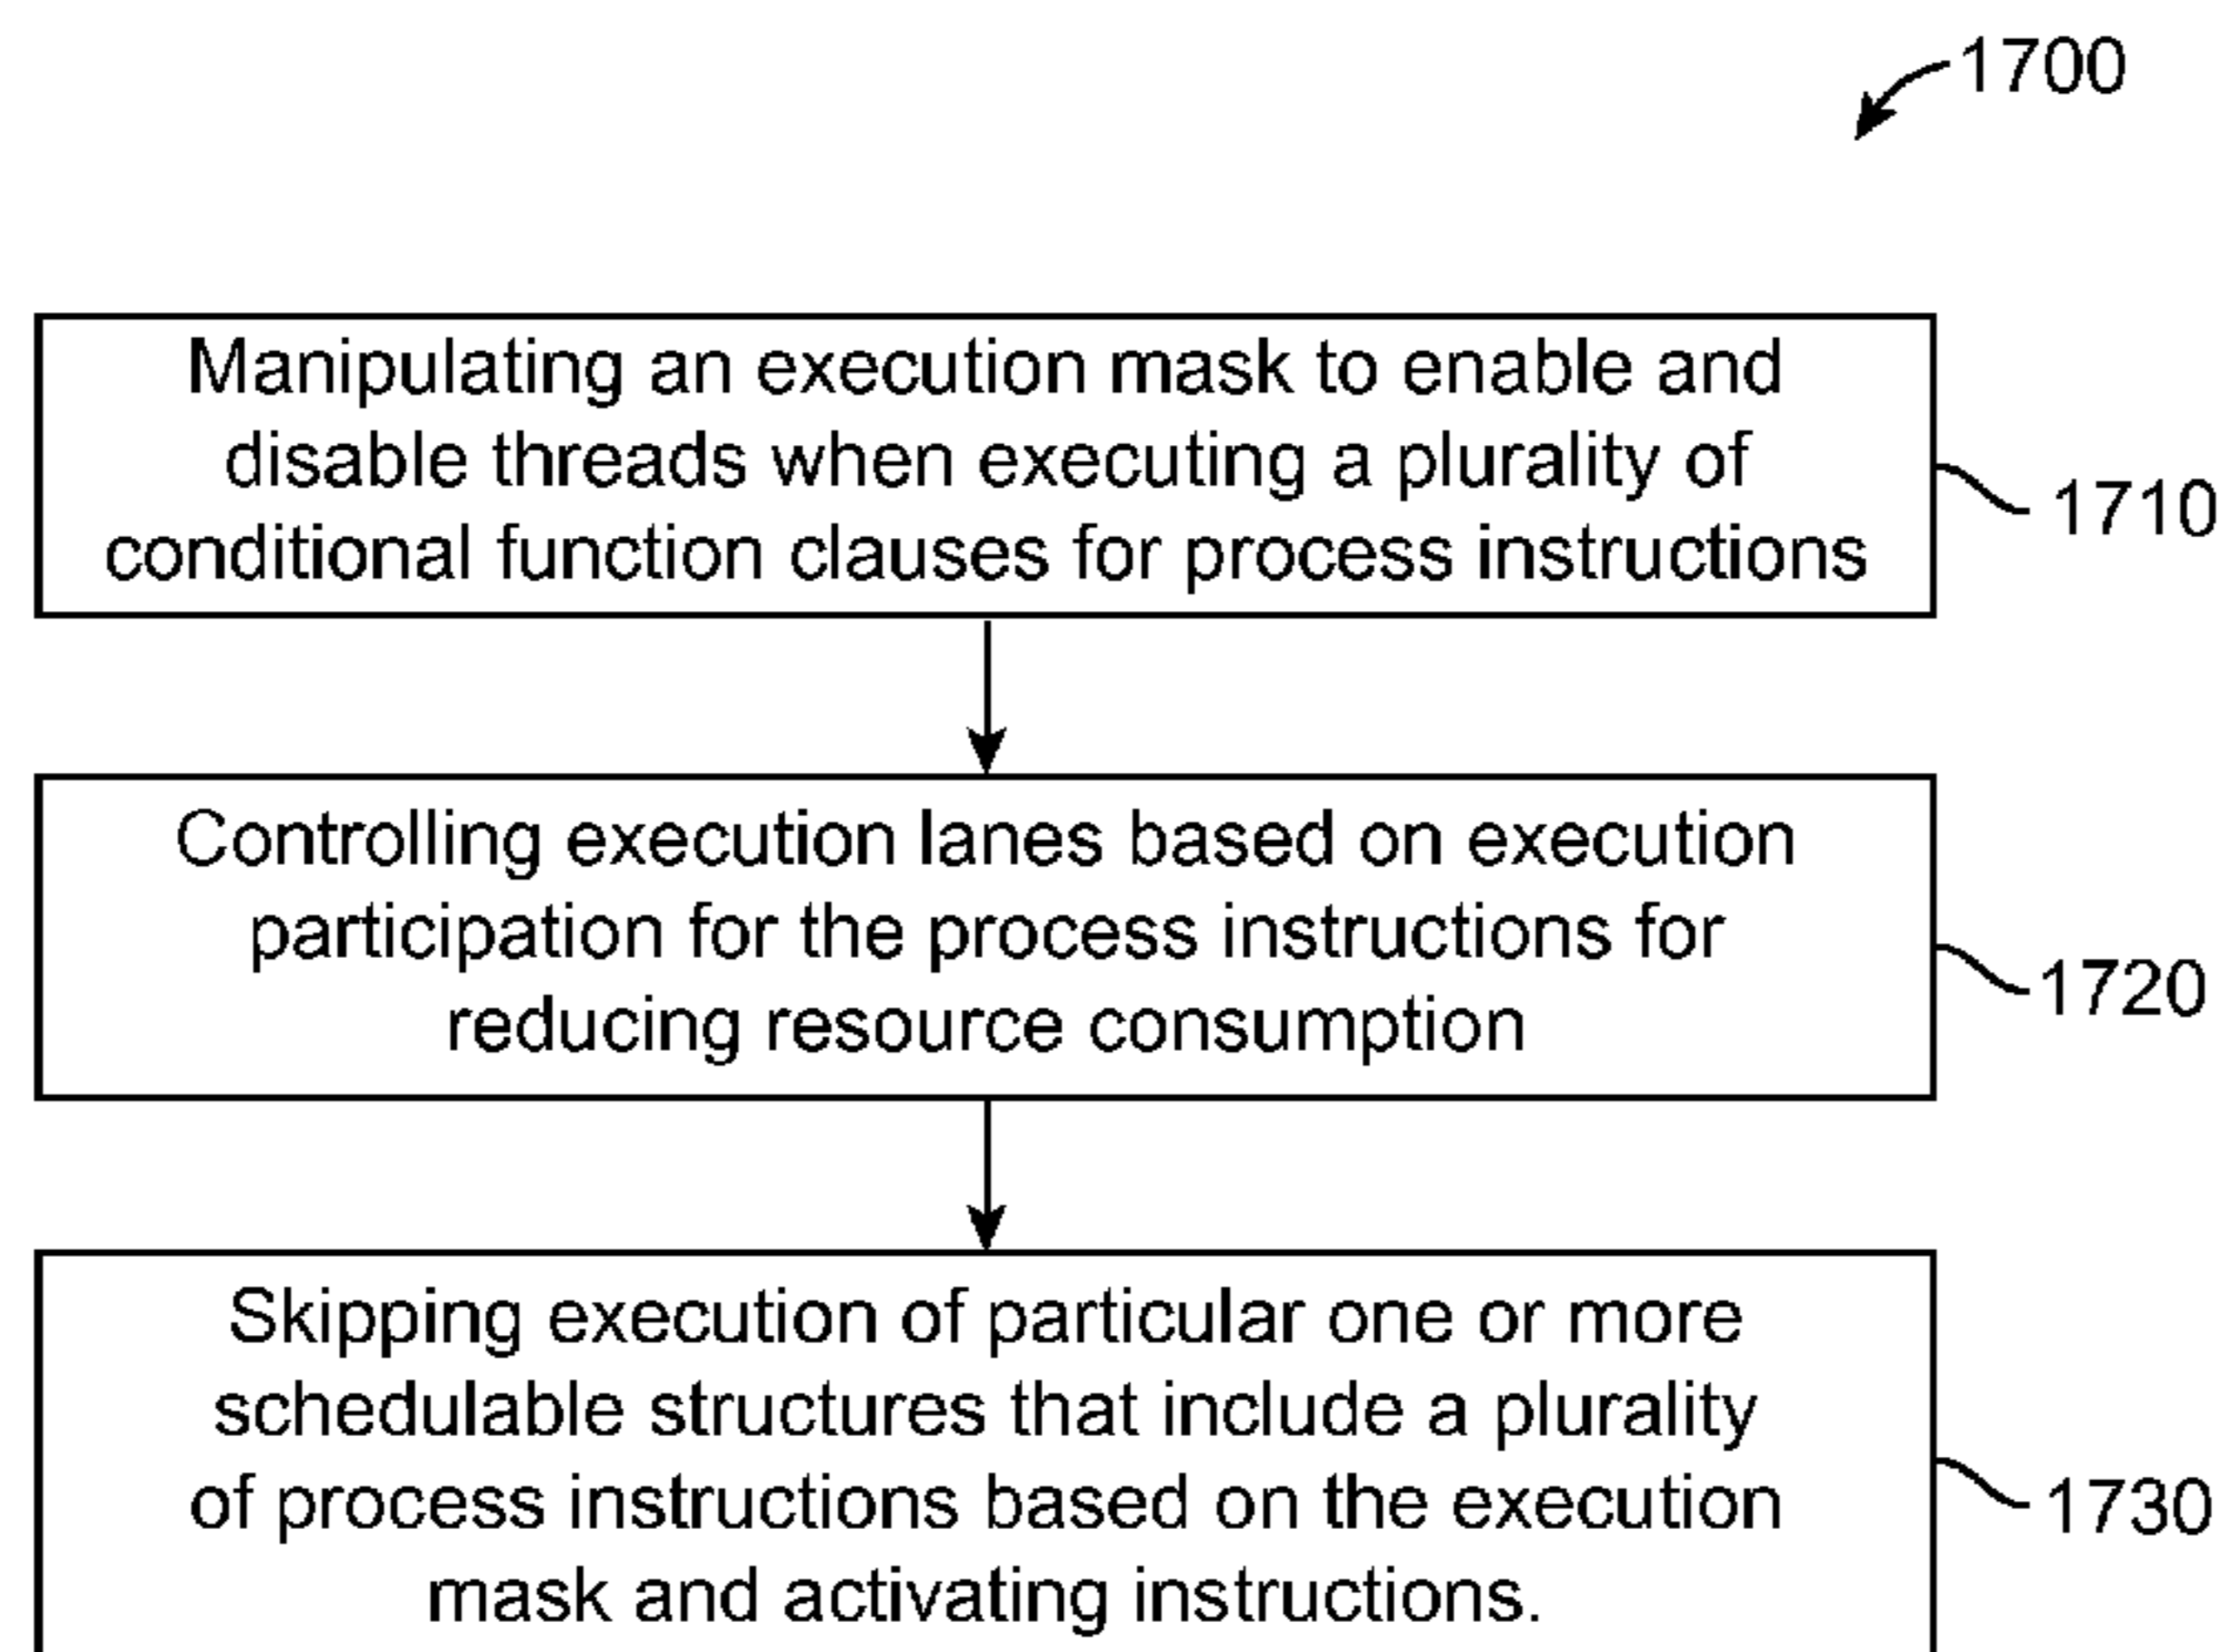 1700
Manipulating an execution mask to enable and
disable threads when executing a plurality of
conditional function clauses for process instructions
1710
Controlling execution lanes based on execution
participation for the process instructions for
reducing resource consumption
1720
Skipping execution of particular one or more
schedulable structures that include a plurality
of process instructions based on the execution
mask and activating instructions.
1730